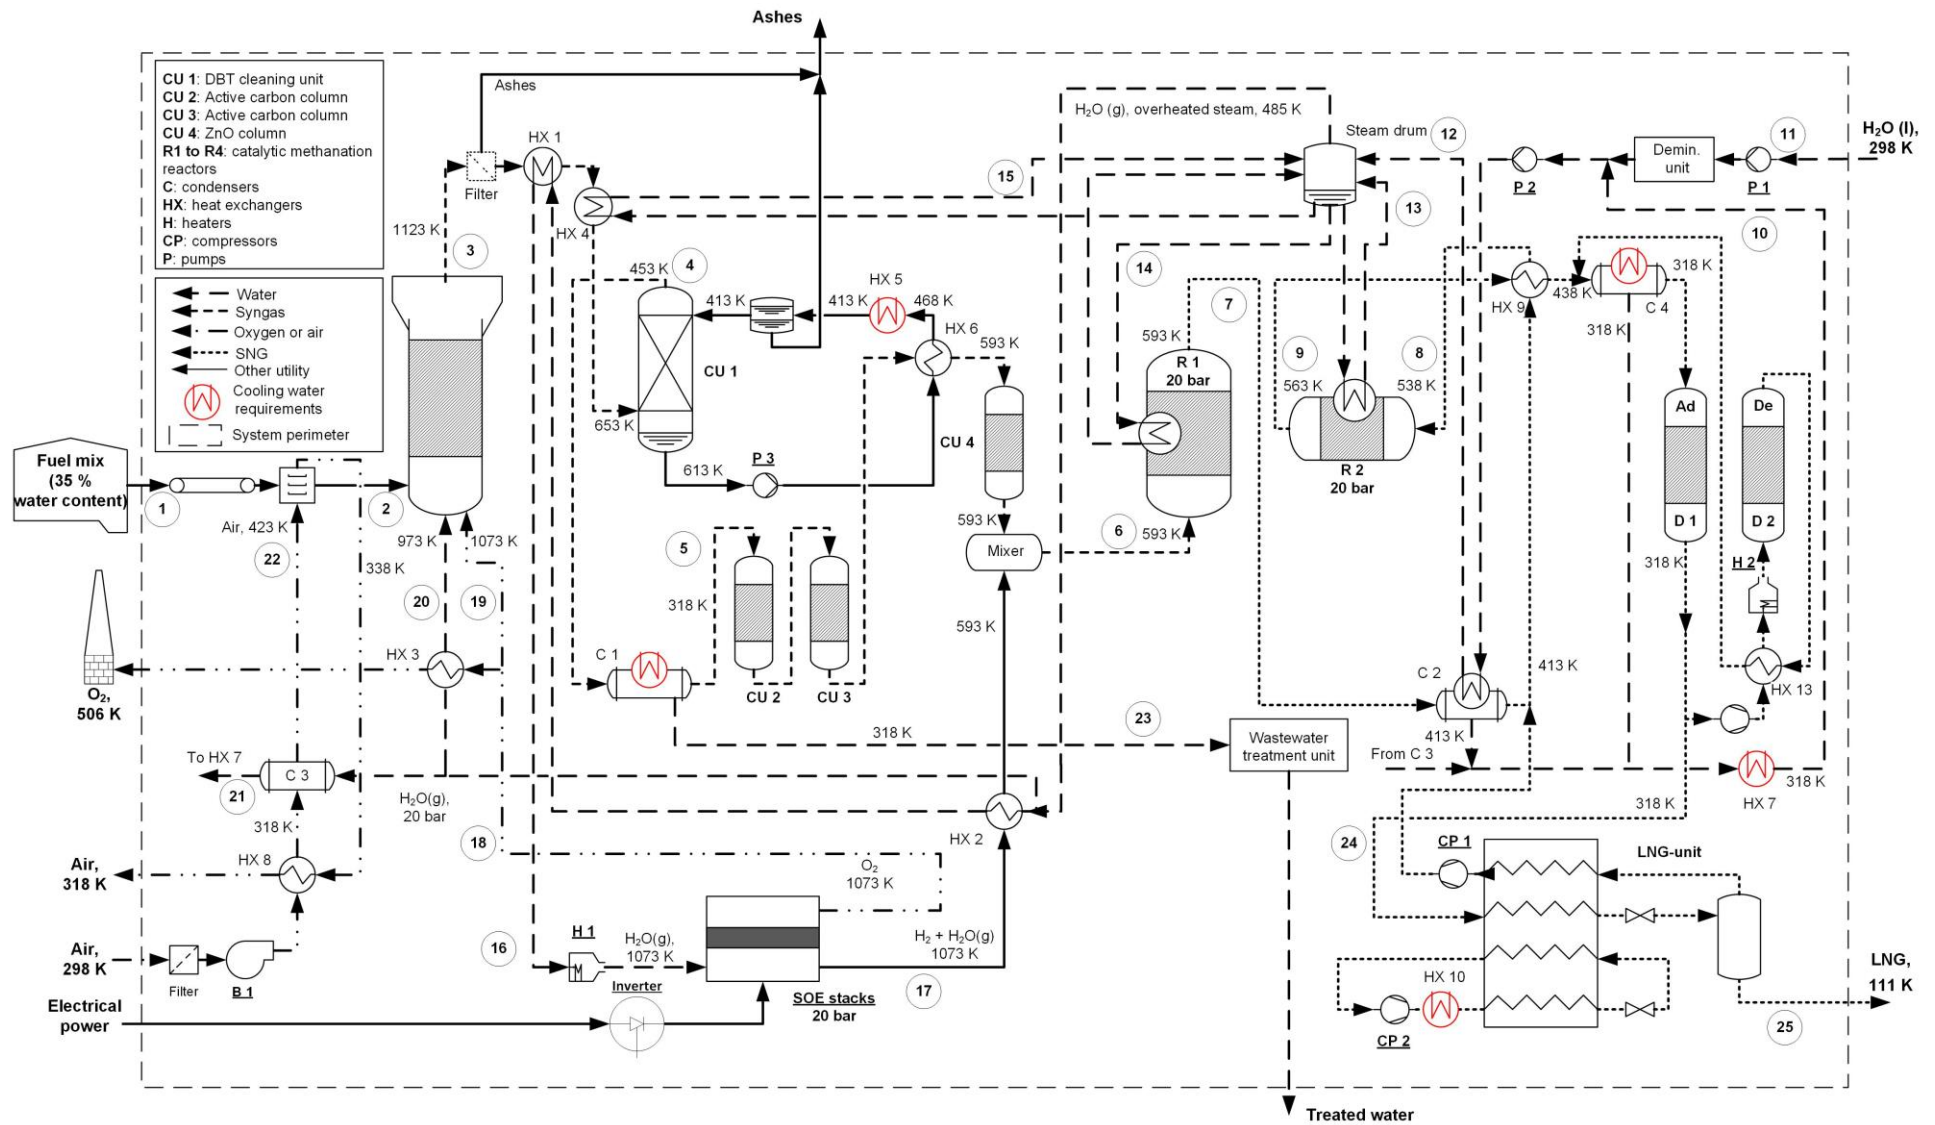 Ashes
CU 1: DBT cleaning unit
CU 2: Active carbon column
CU 3: Active carbon column
CU 4: ZnO column
R1 to R4: catalytic methanation
reactors
C: condensers
HX: heat exchangers
H: heaters
CP: compressors
P: pumps
Water
Syngas
Oxygen or air
SNG
Other utility
Cooling water
requirements
System perimeter
Ashes
Filter
HX 1
HX 4
1123 K
3
15
H2O (g), overheated steam, 485 K
Steam drum
12
13
14
P 2
Demin.
unit
P 1
11
H2O (l),
298 K
10
453 K
4
413 K
413 K
HX 5
468 K
HX 6
593 K
CU 1
653 K
613 K
P 3
CU 4
593 K
7
593 K
R 1
20 bar
9
563 K
8
538 K
R 2
20 bar
HX 9
438 K
318 K
C 4
318 K
Ad
D 1
De
D 2
318 K
H 2
HX 13
Fuel mix
(35 %
water content)
1
2
Air, 423 K
22
338 K
973 K
1073 K
20
19
5
318 K
C 1
CU 2
CU 3
Mixer
6
593 K
593 K
HX 3
O2,
506 K
318 K
23
Wastewater
treatment unit
C 2
413 K
413 K
From C 3
HX 7
318 K
To HX 7
21
C 3
H2O(g),
20 bar
318 K
HX 8
Air,
318 K
18
HX 2
O2
1073 K
318 K
24
CP 1
LNG-unit
Air,
298 K
Filter
B 1
16
H 1
H2O(g),
1073 K
H2 + H2O(g)
1073 K
17
SOE stacks
20 bar
Inverter
Electrical
power
HX 10
CP 2
LNG,
111 K
25
Treated water